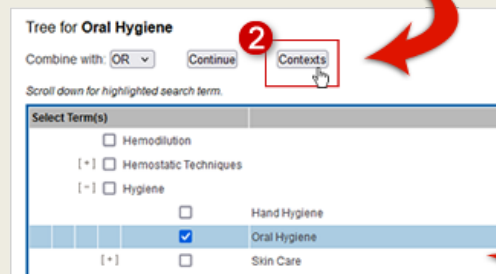 Tree for Oral Hygiene
2
Combine with: OR Continue Contexts
Scroll down for highlighted search term.
Select Term(s)
Hemodilution
[+] Hemostatic Techniques
[-] Hygiene
Hand Hygiene
Oral Hygiene
[+] Skin Care